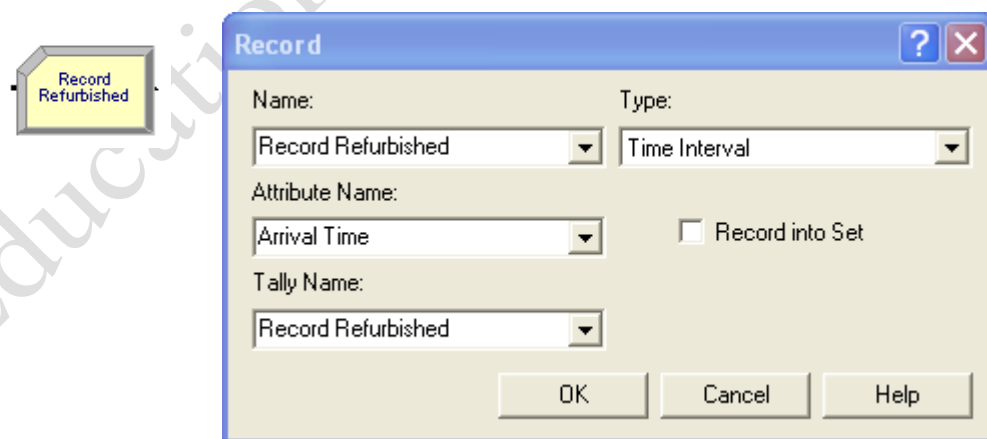 Record
Refurbished
Record
Name:
Type:
Record Refurbished
Time Interval
Attribute Name:
Arrival Time
Record into Set
Tally Name:
Record Refurbished
OK
Cancel
Help